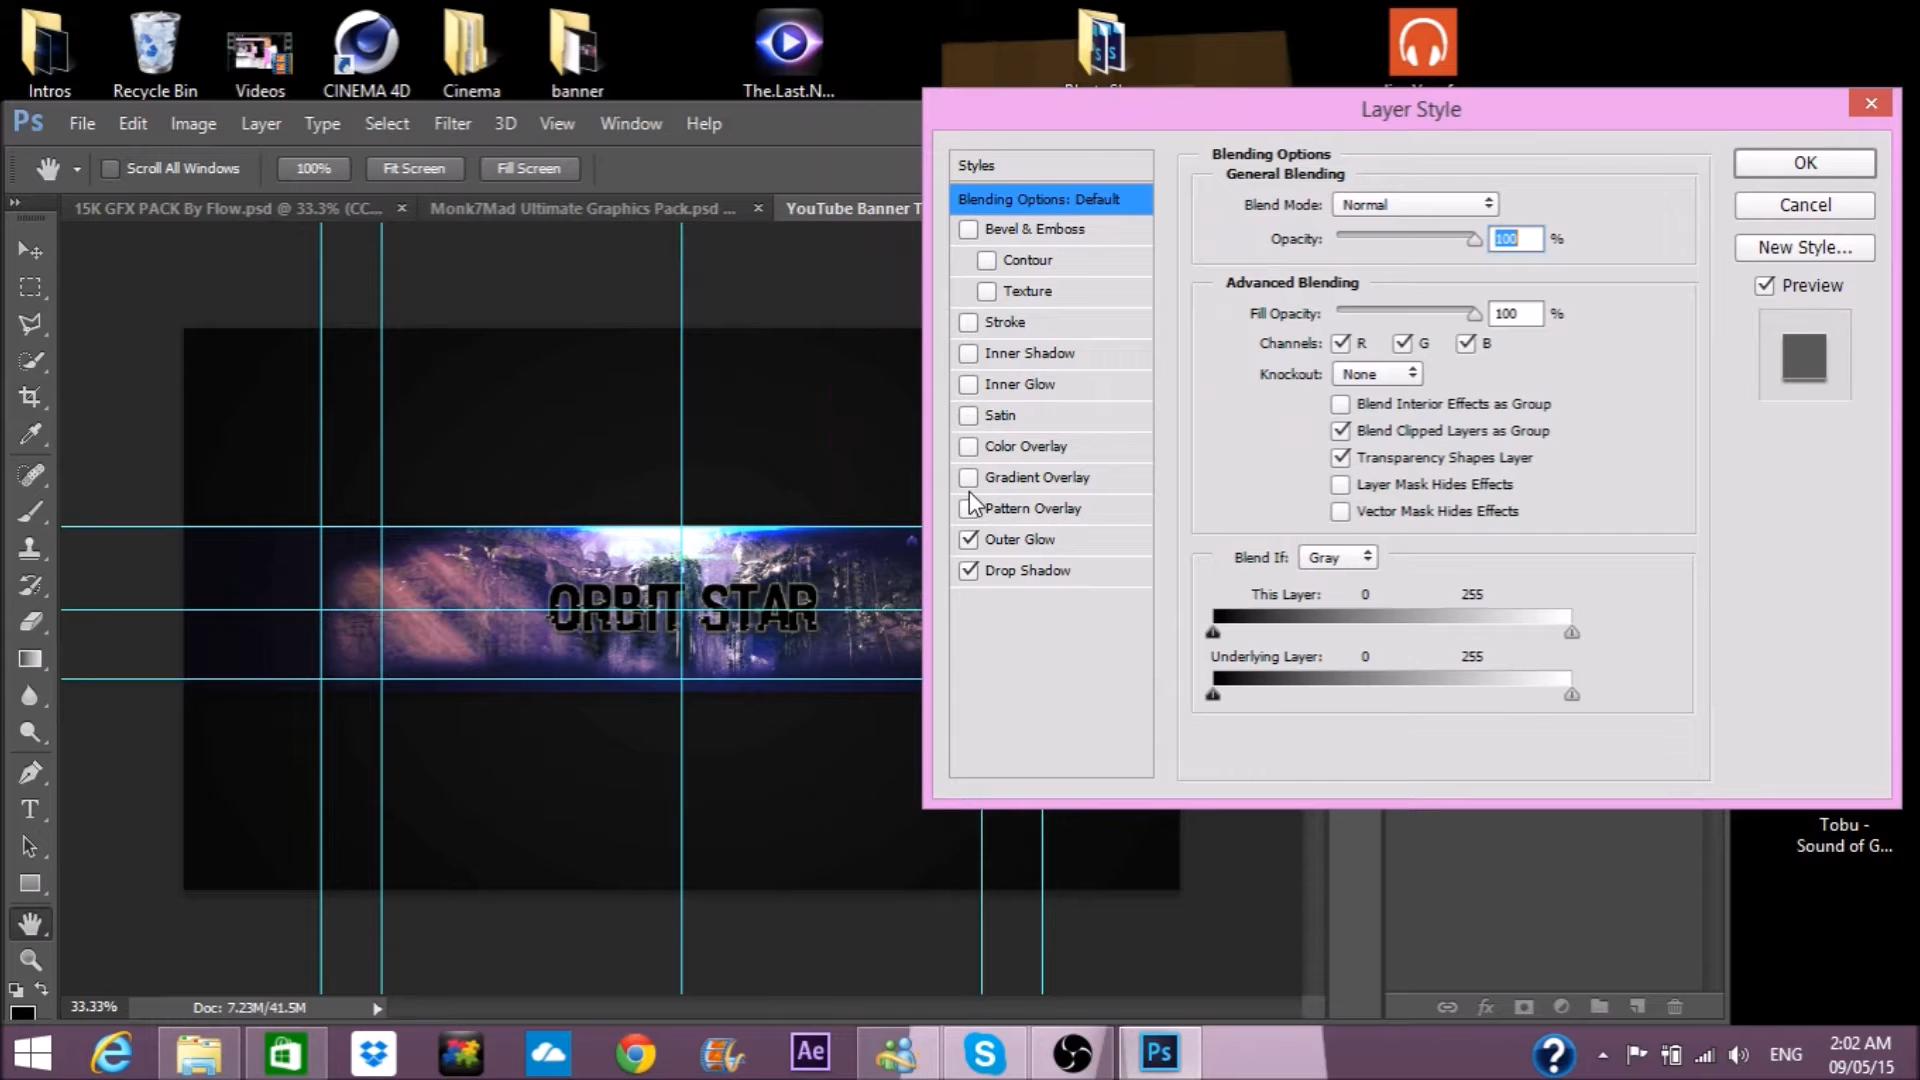 Intros
Recycle Bin
Videos
CINEMA 4D
Cinema
banner
The.Last.N...
Layer Style
Ps
File
Edit
Image
Layer
Type
Select
Filter
3D
View
Window
Help
Scroll All Windows
100%
Fit Screen
Fill Screen
15K GFX PACK By Flow.psd @ 33.3% (CC...
Monk7Mad Ultimate Graphics Pack.psd ...
YouTube Banner T
Styles
Blending Options: Default
Bevel & Emboss
Contour
Texture
Stroke
Inner Shadow
Inner Glow
Satin
Color Overlay
Gradient Overlay
Pattern Overlay
Outer Glow
Drop Shadow
Blending Options
General Blending
Blend Mode: Normal
Opacity: 100 %
Advanced Blending
Fill Opacity: 100 %
Channels: R G B
Knockout: None
Blend Interior Effects as Group
Blend Clipped Layers as Group
Transparency Shapes Layer
Layer Mask Hides Effects
Vector Mask Hides Effects
Blend If: Gray
This Layer: 0 255
Underlying Layer: 0 255
OK
Cancel
New Style...
Preview
ORBIT STAR
Tobu -
Sound of G...
33.33%
Doc: 7.23M/41.5M
Ae
Ps
ENG
2:02 AM
09/05/15